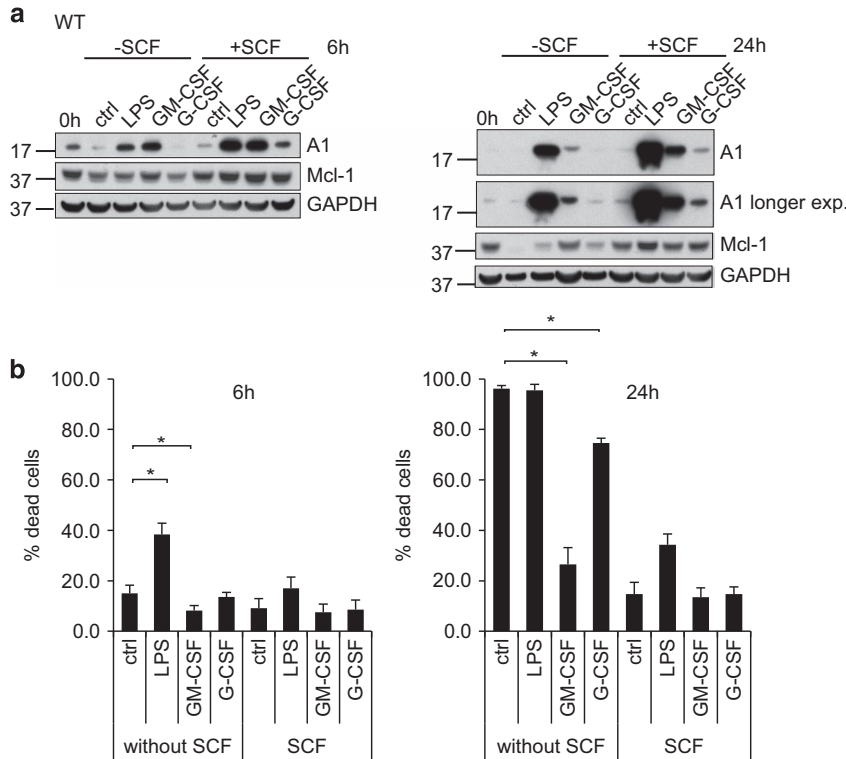 a
WT
-SCF +SCF 6h
0h ctrl LPS GM-CSF G-CSF ctrl LPS GM-CSF G-CSF
17 A1
37 Mcl-1
37 GAPDH
-SCF +SCF 24h
0h ctrl LPS GM-CSF G-CSF ctrl LPS GM-CSF G-CSF
17 A1
17 A1 longer exp.
37 Mcl-1
37 GAPDH
b
6h
% dead cells
100.0
80.0
60.0
40.0
20.0
0.0
*
*
ctrl LPS GM-CSF G-CSF ctrl LPS GM-CSF G-CSF
without SCF SCF
24h
% dead cells
100.0
80.0
60.0
40.0
20.0
0.0
*
*
ctrl LPS GM-CSF G-CSF ctrl LPS GM-CSF G-CSF
without SCF SCF